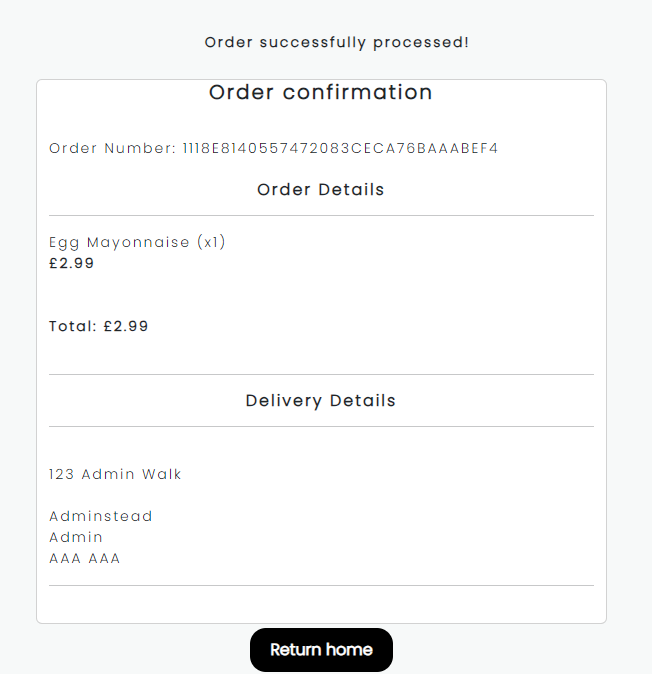 Order successfully processed!
Order confirmation
Order Number: 1118E8140557472083CECA76BAAABEF4
Order Details
Egg Mayonnaise (x1)
£2.99
Total: £2.99
Delivery Details
123 Admin Walk
Adminstead
Admin
AAA AAA
Return home